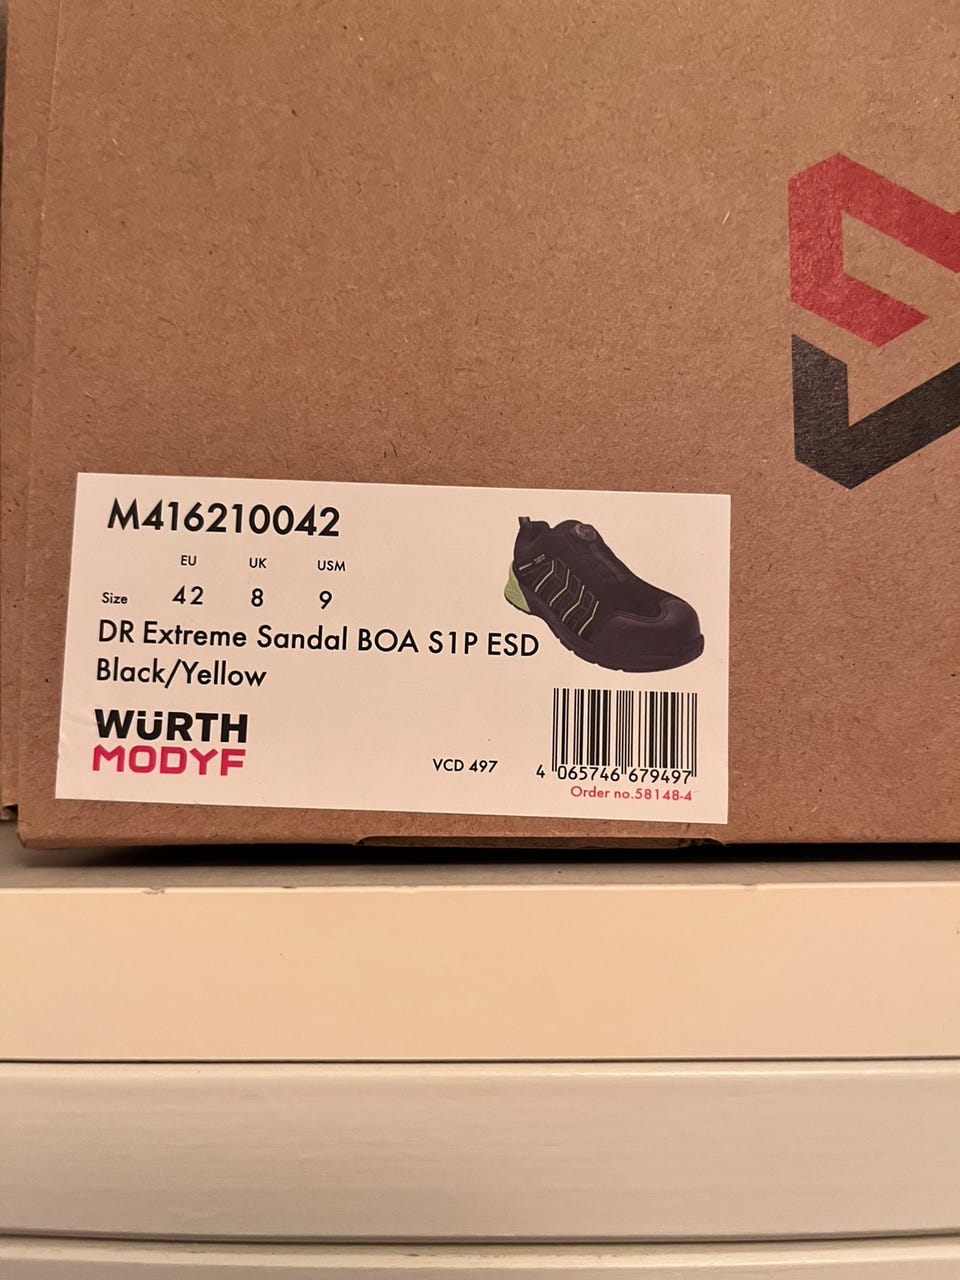 M416210042
EU UK USM
Size 42 8 9
DR Extreme Sandal BOA S1P ESD
Black/Yellow
WÜRTH
MODYF
VCD 497
4 065746 679497
Order no.58148-4